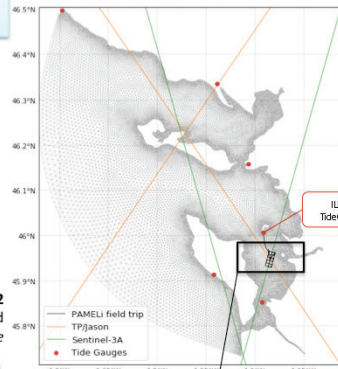 46.5°N
46.4°N
46.3°N
46.2°N
46.1°N
46°N
45.9°N
45.8°N
IL
Tide
2
d
e
PAMELi field trip
TP/Jason
Sentinel-3A
Tide Gauges